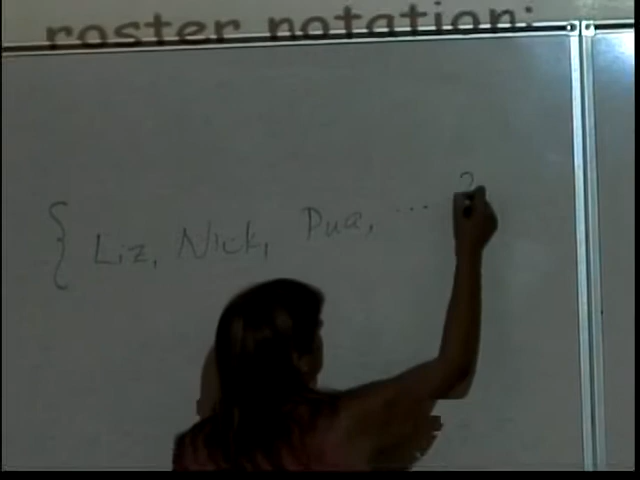 roster notation:
{ Liz, Nick, Pua, ...